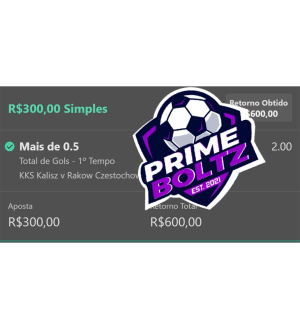 R$300,00 Simples
Retorno Obtido
$600,00
Mais de 0.5
2.00
Total de Gols - 1º Tempo
KKS Kalisz v Rakow Czestochow
PRIME
BOLTZ
EST. 2021
Aposta
Retorno Total
R$300,00
R$600,00